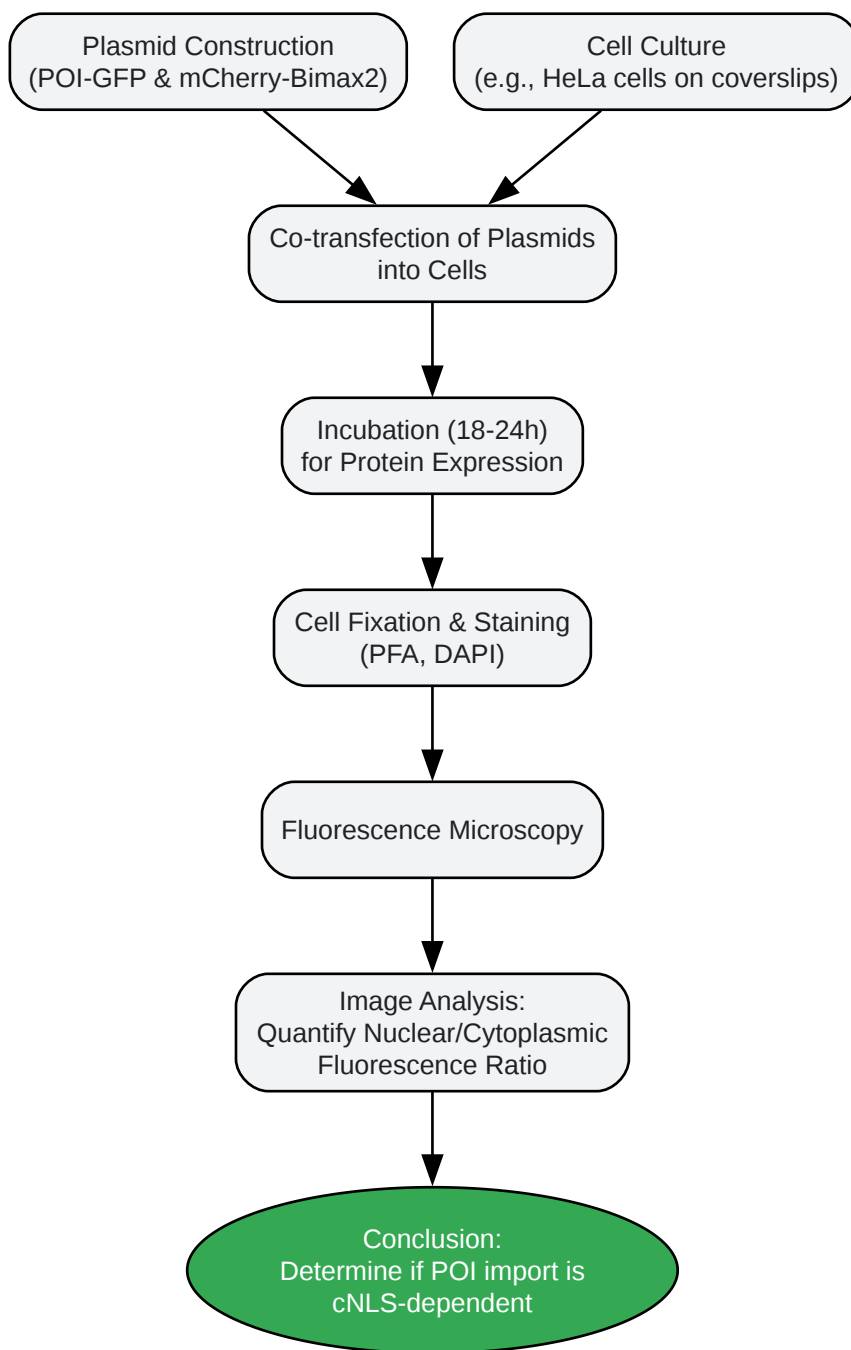 Plasmid Construction
(POI-GFP & mCherry-Bimax2)
Cell Culture
(e.g., HeLa cells on coverslips)
Co-transfection of Plasmids
into Cells
Incubation (18-24h)
for Protein Expression
Cell Fixation & Staining
(PFA, DAPI)
Fluorescence Microscopy
Image Analysis:
Quantify Nuclear/Cytoplasmic
Fluorescence Ratio
Conclusion:
Determine if POI import is
cNLS-dependent